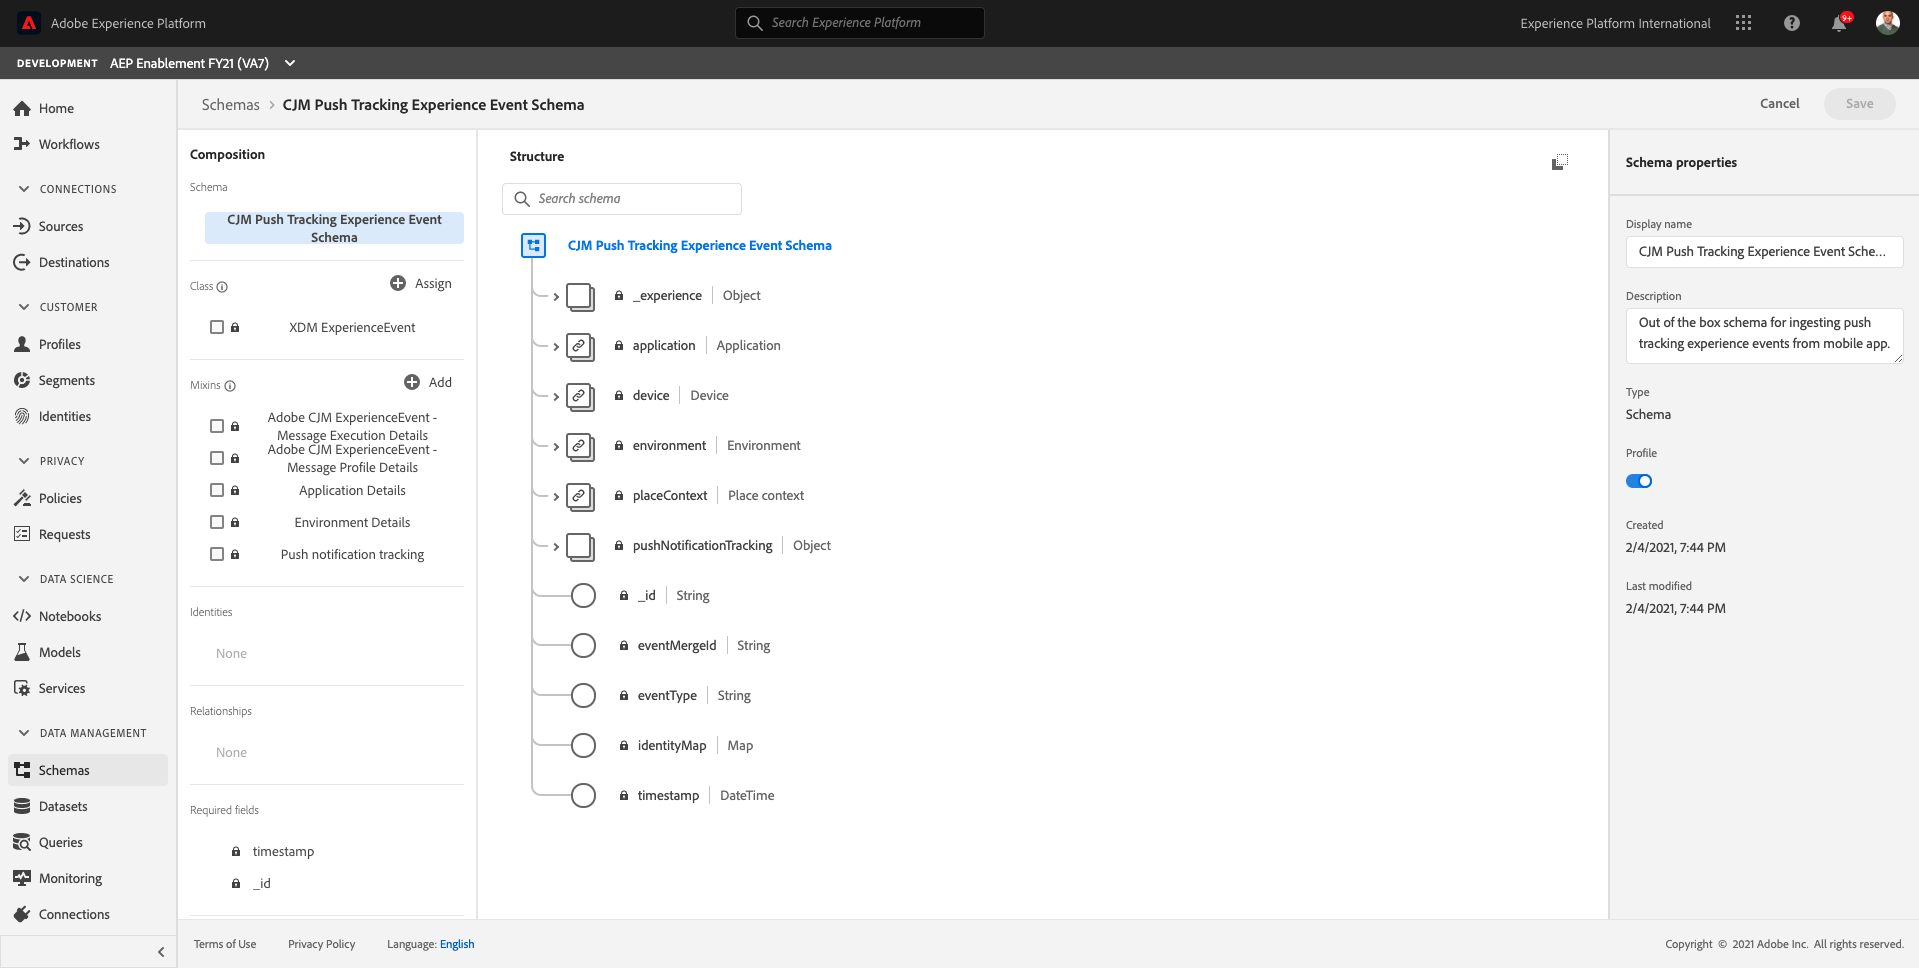 Adobe Experience Platform
Search Experience Platform
Experience Platform International
9+
DEVELOPMENT AEP Enablement FY21 (VA7)
Home
Workflows
CONNECTIONS
Sources
Destinations
CUSTOMER
Profiles
Segments
Identities
PRIVACY
Policies
Requests
DATA SCIENCE
Notebooks
Models
Services
DATA MANAGEMENT
Schemas
Datasets
Queries
Monitoring
Connections
Schemas > CJM Push Tracking Experience Event Schema
Cancel
Save
Composition
Schema
CJM Push Tracking Experience Event
Schema
Class
Assign
XDM ExperienceEvent
Mixins
Add
Adobe CJM ExperienceEvent -
Message Execution Details
Adobe CJM ExperienceEvent -
Message Profile Details
Application Details
Environment Details
Push notification tracking
Identities
None
Relationships
None
Required fields
timestamp
_id
Structure
Search schema
CJM Push Tracking Experience Event Schema
_experience | Object
application | Application
device | Device
environment | Environment
placeContext | Place context
pushNotificationTracking | Object
_id | String
eventMergeId | String
eventType | String
identityMap | Map
timestamp | DateTime
Schema properties
Display name
CJM Push Tracking Experience Event Sche...
Description
Out of the box schema for ingesting push
tracking experience events from mobile app.
Type
Schema
Profile
Created
2/4/2021, 7:44 PM
Last modified
2/4/2021, 7:44 PM
Terms of Use
Privacy Policy
Language: English
Copyright © 2021 Adobe Inc. All rights reserved.